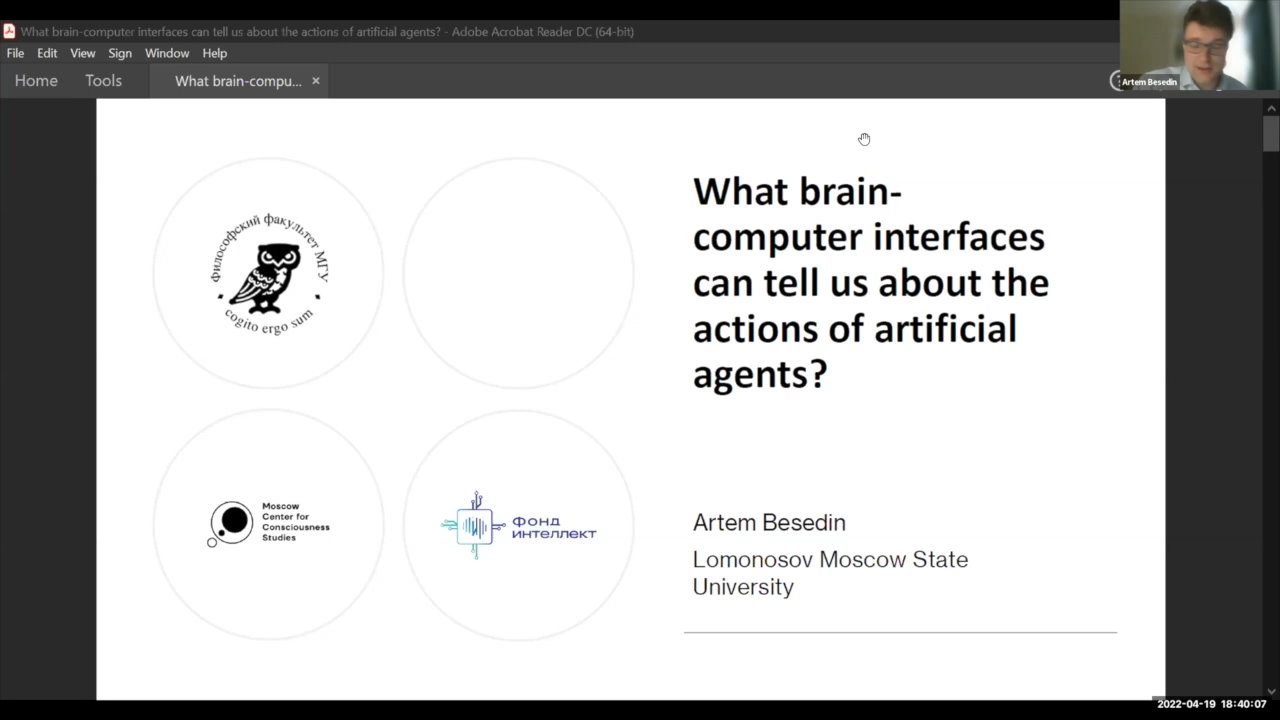 What brain-computer interfaces can tell us about the actions of artificial agents? - Adobe Acrobat Reader DC (64-bit)
File Edit View Sign Window Help
Home Tools What brain-compu... ×
Artem Besedin
Философский факультет МГУ
cogito ergo sum
What brain-
computer interfaces
can tell us about the
actions of artificial
agents?
Moscow
Center for
Consciousness
Studies
Фонд
интеллект
Artem Besedin
Lomonosov Moscow State
University
2022-04-19 18:40:07